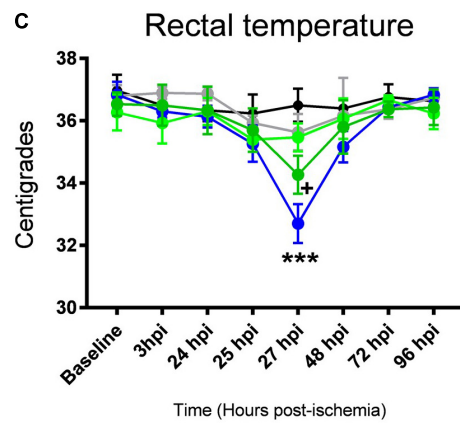 C
Rectal temperature
Centigrades
38
36
34
32
30
+
***
Baseline
3hpi
24 hpi
25 hpi
27 hpi
48 hpi
72 hpi
96 hpi
Time (Hours post-ischemia)